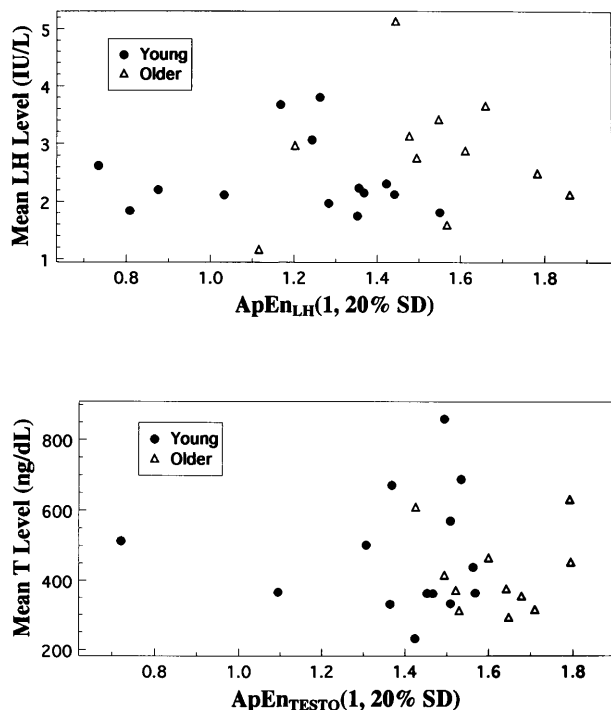 5
4
3
2
1
Mean LH Level (IU/L)
● Young
△ Older
0.8 1.0 1.2 1.4 1.6 1.8
ApEn_LH(1, 20% SD)
800
600
400
200
Mean T Level (ng/dL)
● Young
△ Older
0.8 1.0 1.2 1.4 1.6 1.8
ApEn_TESTO(1, 20% SD)